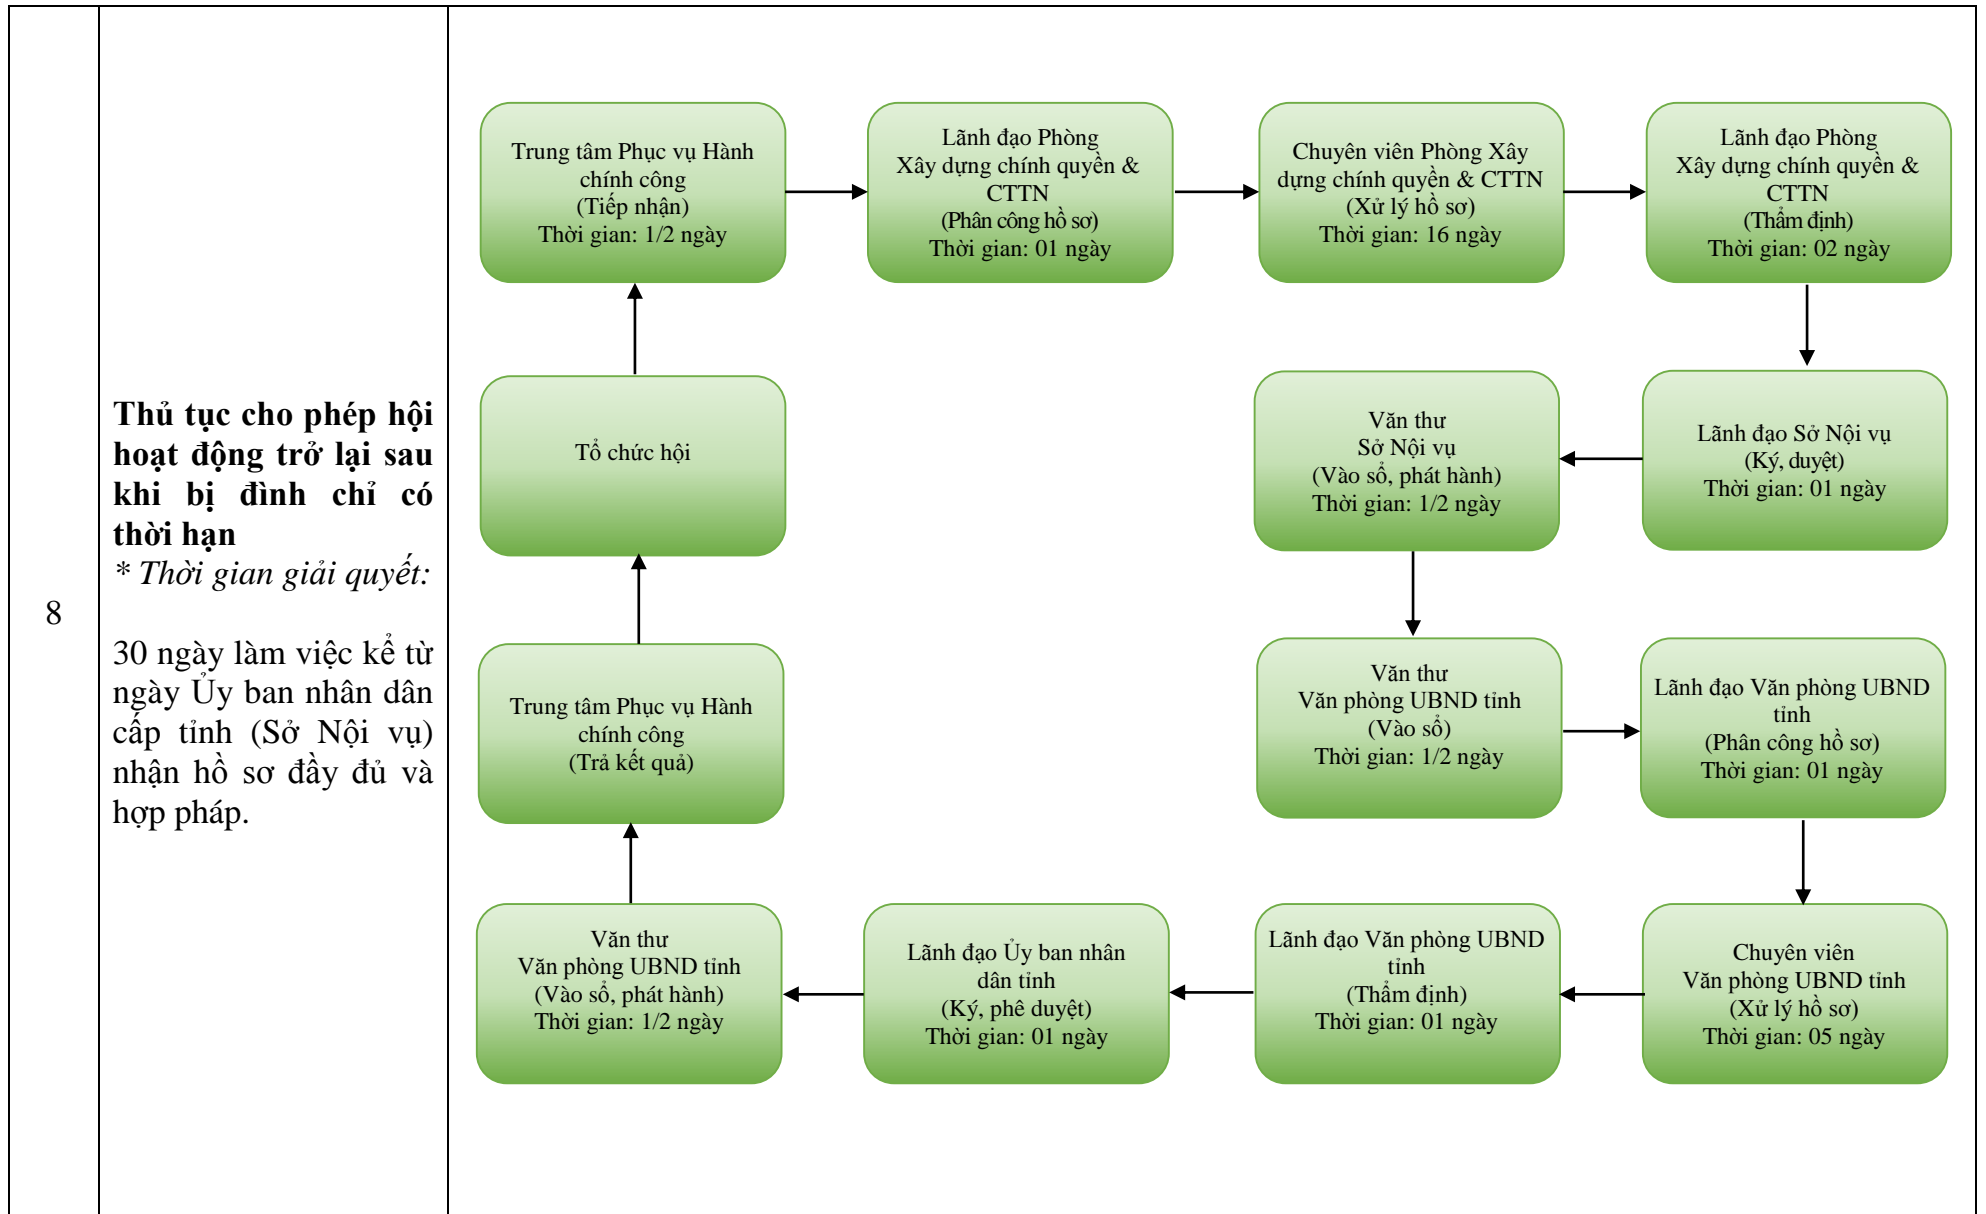 8
Thủ tục cho phép hội
hoạt động trở lại sau
khi bị đình chỉ có
thời hạn
* Thời gian giải quyết:
30 ngày làm việc kể từ
ngày Ủy ban nhân dân
cấp tỉnh (Sở Nội vụ)
nhận hồ sơ đầy đủ và
hợp pháp.
Trung tâm Phục vụ Hành
chính công
(Tiếp nhận)
Thời gian: 1/2 ngày
Lãnh đạo Phòng
Xây dựng chính quyền &
CTTN
(Phân công hồ sơ)
Thời gian: 01 ngày
Chuyên viên Phòng Xây
dựng chính quyền & CTTN
(Xử lý hồ sơ)
Thời gian: 16 ngày
Lãnh đạo Phòng
Xây dựng chính quyền &
CTTN
(Thẩm định)
Thời gian: 02 ngày
Tổ chức hội
Văn thư
Sở Nội vụ
(Vào sổ, phát hành)
Thời gian: 1/2 ngày
Lãnh đạo Sở Nội vụ
(Ký, duyệt)
Thời gian: 01 ngày
Trung tâm Phục vụ Hành
chính công
(Trả kết quả)
Văn thư
Văn phòng UBND tỉnh
(Vào sổ)
Thời gian: 1/2 ngày
Lãnh đạo Văn phòng UBND
tỉnh
(Phân công hồ sơ)
Thời gian: 01 ngày
Văn thư
Văn phòng UBND tỉnh
(Vào sổ, phát hành)
Thời gian: 1/2 ngày
Lãnh đạo Ủy ban nhân
dân tỉnh
(Ký, phê duyệt)
Thời gian: 01 ngày
Lãnh đạo Văn phòng UBND
tỉnh
(Thẩm định)
Thời gian: 01 ngày
Chuyên viên
Văn phòng UBND tỉnh
(Xử lý hồ sơ)
Thời gian: 05 ngày